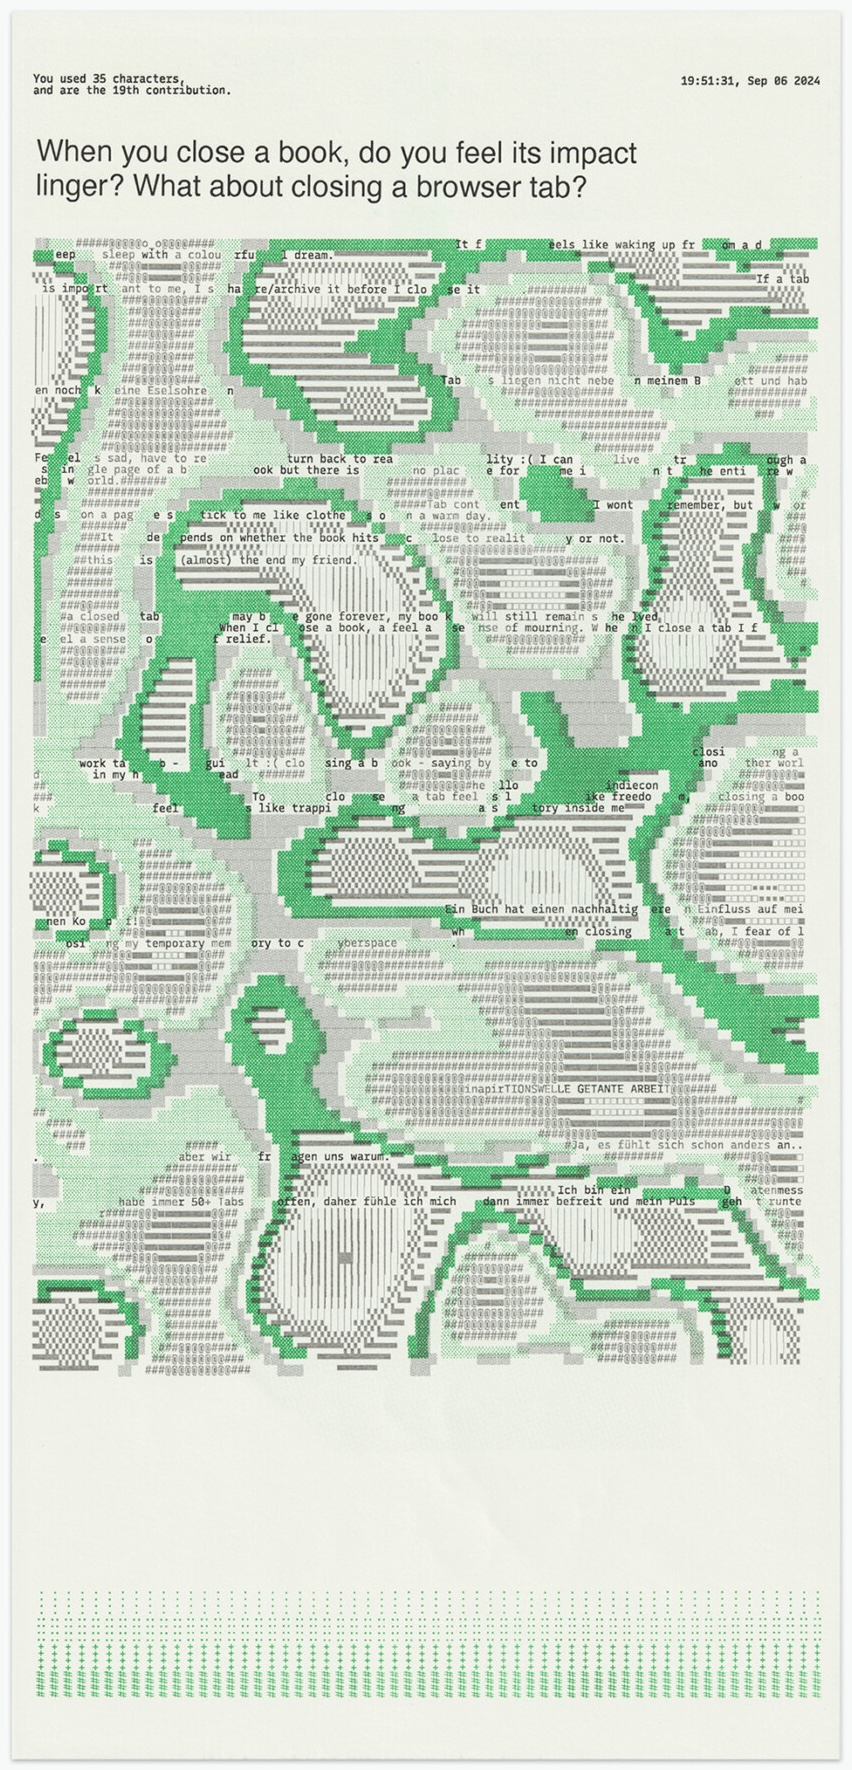 You used 35 characters,
and are the 19th contribution.
19:51:31, Sep 06 2024
When you close a book, do you feel its impact
linger? What about closing a browser tab?
It f eels like waking up fr om a d
eep sleep with a colou rfu l dream.
If a tab
is impo rt ant to me, I s ha re/archive it before I clo se it
Tab s liegen nicht nebe n meinem B ett und hab
en noch k eine Eselsohre n
Fe el s sad, have to re turn back to rea lity :( I can live tr ough a
s in gle page of a b ook but there is no plac e for me i n t he enti re w
eb w orld.
Tab cont ent I wont remember, but w or
d s on a pag e s tick to me like clothe s o n a warm day.
It de pends on whether the book hits c lose to realit y or not.
this is (almost) the end my friend.
a closed tab may b e gone forever, my boo k will still remain s he lved
When I cl ose a book, a feel a se nse of mourning. W he n I close a tab I f
e el a sense o f relief.
closi ng a
work ta b - gui lt :( clo sing a b ook - saying by e to ano ther worl
d in my h ead
he llo indiecon
To clo se a tab feel s l ike freedo m, closing a boo
k feel s like trappi ng a s tory inside me
Ein Buch hat einen nachhaltig ere n Einfluss auf mei
nen Ko p f!
wh en closing a t ab, I fear of l
osi ng my temporary mem ory to c yberspace .
inapirTIONSWELLE GETANTE ARBEI
Ja, es fühlt sich schon anders an..
. aber wir fr agen uns warum.
Ich bin ein D atenmess
y, habe immer 50+ Tabs offen, daher fühle ich mich dann immer befreit und mein Puls geh t runte
r